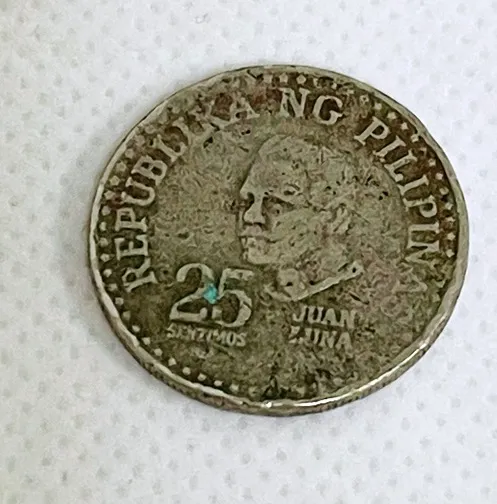 REPUBLIKA NG PILIPINAS
25
SENTIMOS
JUAN
LUNA